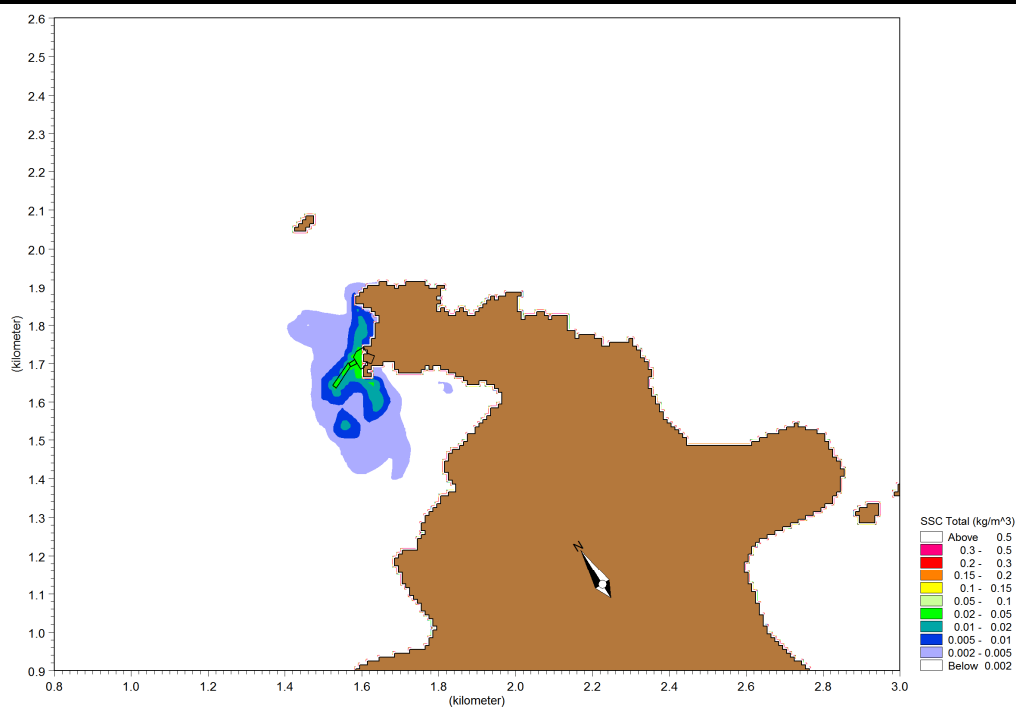 2.6
2.5
2.4
2.3
2.2
2.1
2.0
1.9
1.8
1.7
1.6
1.5
1.4
1.3
1.2
1.1
1.0
0.9
(kilometer)
N
0.8 1.0 1.2 1.4 1.6 1.8 2.0 2.2 2.4 2.6 2.8 3.0
(kilometer)
SSC Total (kg/m^3)
Above 0.5
0.3 - 0.5
0.2 - 0.3
0.15 - 0.2
0.1 - 0.15
0.05 - 0.1
0.02 - 0.05
0.01 - 0.02
0.005 - 0.01
0.002 - 0.005
Below 0.002